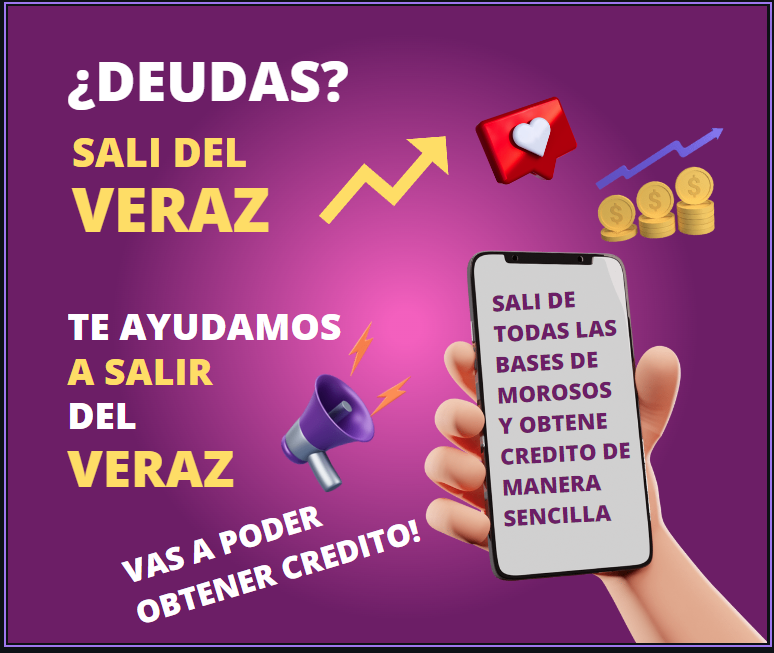 ¿DEUDAS?
SALI DEL
VERAZ
TE AYUDAMOS
A SALIR
DEL
VERAZ
VAS A PODER
OBTENER CREDITO!
SALI DE
TODAS LAS
BASES DE
MOROSOS
Y OBTENE
CREDITO DE
MANERA
SENCILLA